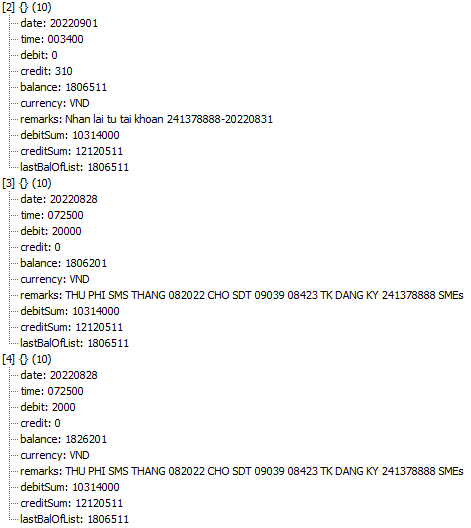 [2] {} (10)
date: 20220901
time: 003400
debit: 0
credit: 310
balance: 1806511
currency: VND
remarks: Nhan lai tu tai khoan 241378888-20220831
debitSum: 10314000
creditSum: 12120511
lastBalOfList: 1806511
[3] {} (10)
date: 20220828
time: 072500
debit: 20000
credit: 0
balance: 1806201
currency: VND
remarks: THU PHI SMS THANG 082022 CHO SDT 09039 08423 TK DANG KY 241378888 SMEs
debitSum: 10314000
creditSum: 12120511
lastBalOfList: 1806511
[4] {} (10)
date: 20220828
time: 072500
debit: 2000
credit: 0
balance: 1826201
currency: VND
remarks: THU PHI SMS THANG 082022 CHO SDT 09039 08423 TK DANG KY 241378888 SMEs
debitSum: 10314000
creditSum: 12120511
lastBalOfList: 1806511